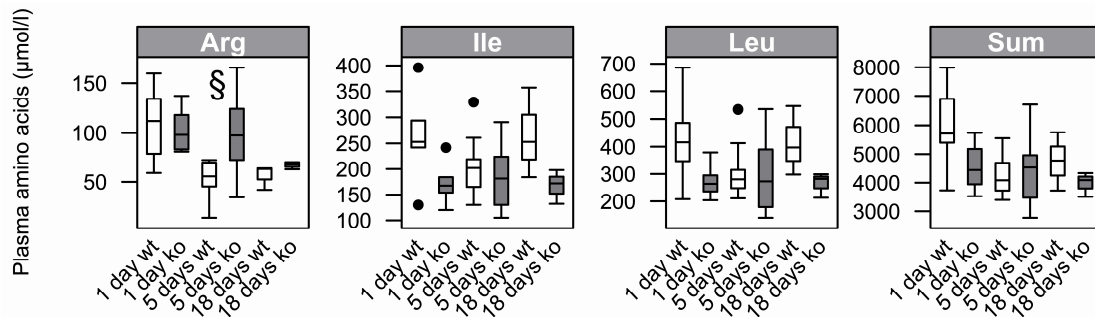 Plasma amino acids (µmol/l)
Arg
150
100
50
§
1 day wt
1 day ko
5 days wt
5 days ko
18 days wt
18 days ko
Ile
400
350
300
250
200
150
100
1 day wt
1 day ko
5 days wt
5 days ko
18 days wt
18 days ko
Leu
700
600
500
400
300
200
1 day wt
1 day ko
5 days wt
5 days ko
18 days wt
18 days ko
Sum
8000
7000
6000
5000
4000
3000
1 day wt
1 day ko
5 days wt
5 days ko
18 days wt
18 days ko